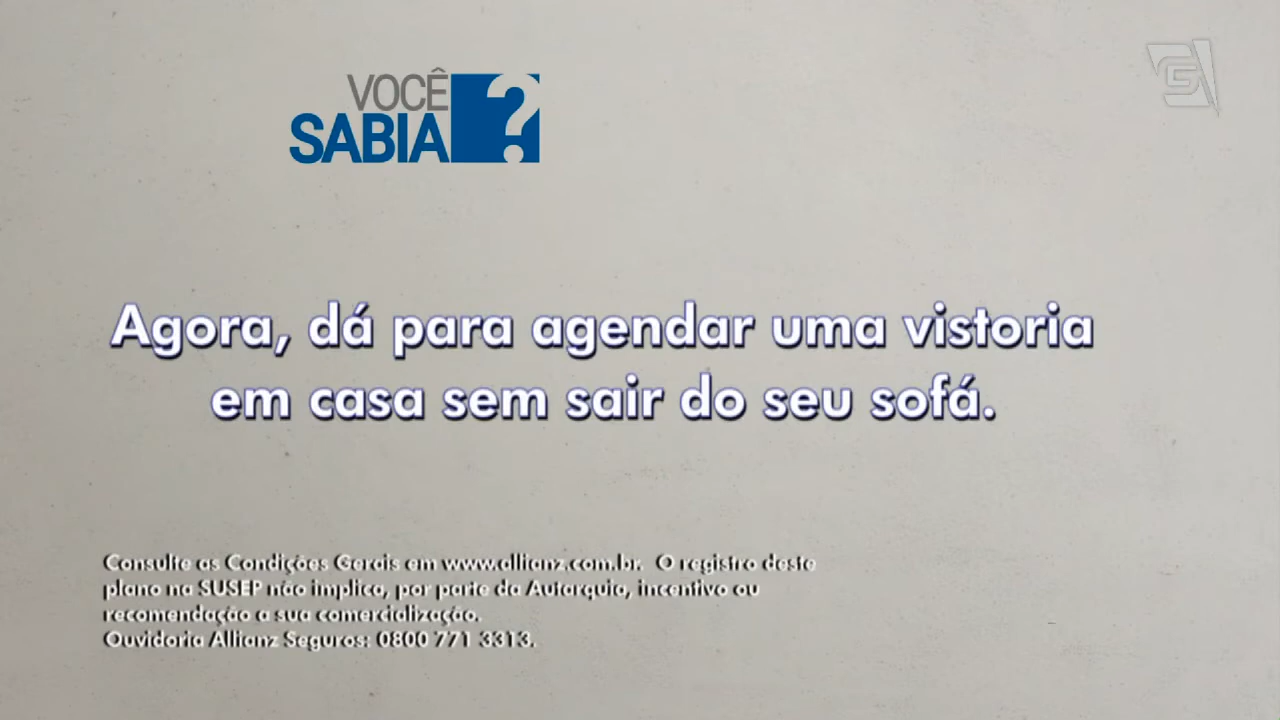 VOCÊ
SABIA?
Agora, dá para agendar uma vistoria
em casa sem sair do seu sofá.
Consulte as Condições Gerais em www.allianz.com.br. O registro deste
plano na SUSEP não implica, por parte da Autarquia, incentivo ou
recomendação a sua comercialização.
Ouvidoria Allianz Seguros: 0800 771 3313.